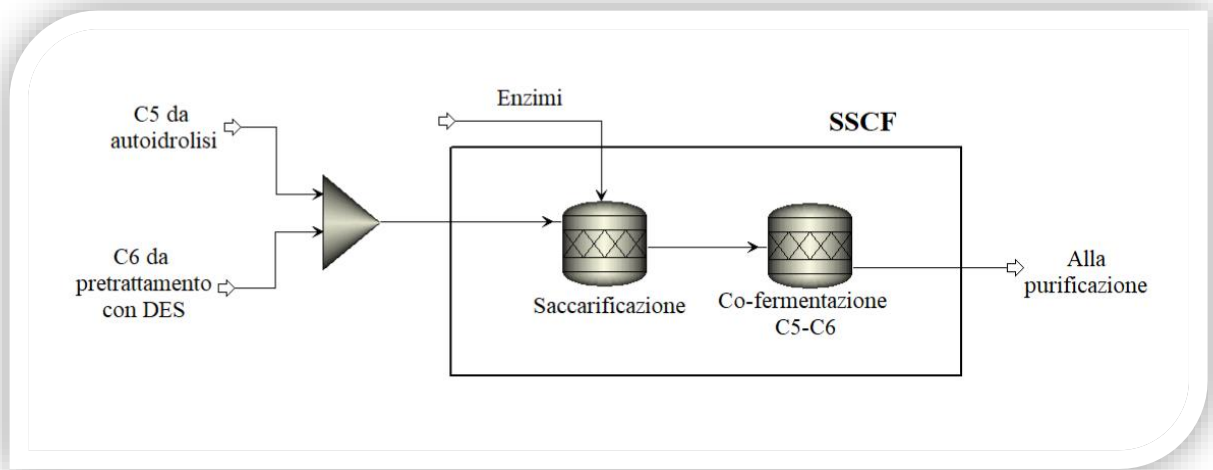 C5 da
autoidrolisi
C6 da
pretrattamento
con DES
Enzimi
SSCF
Saccarificazione
Co-fermentazione
C5-C6
Alla
purificazione